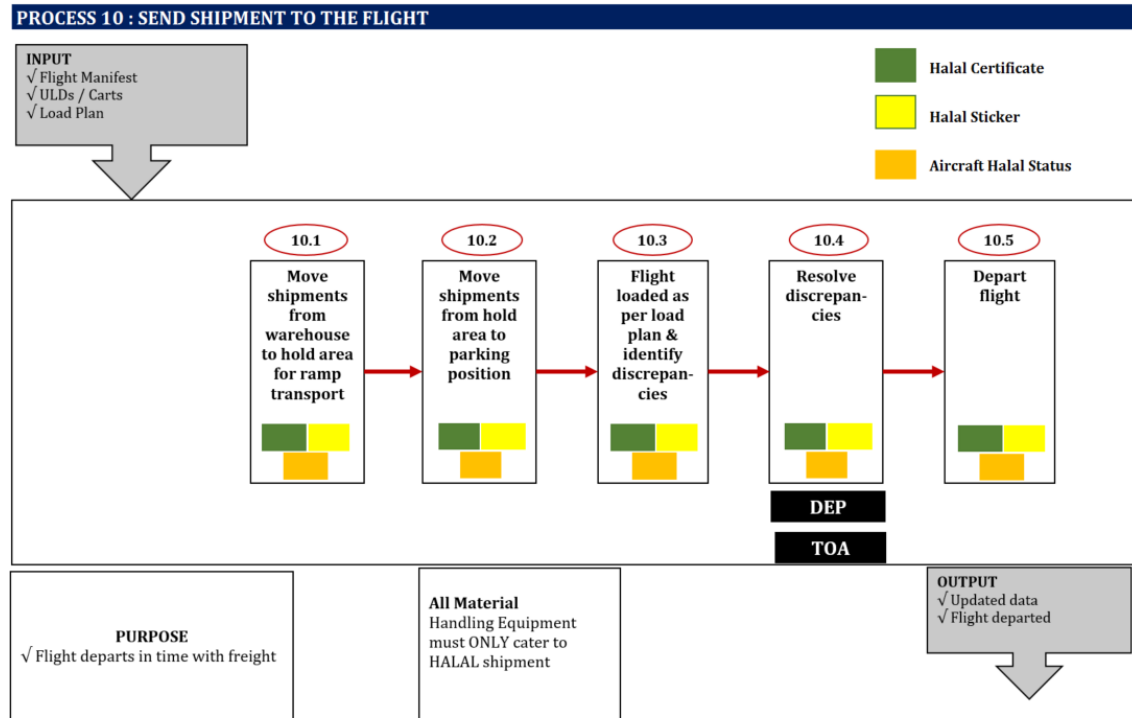 PROCESS 10 : SEND SHIPMENT TO THE FLIGHT
INPUT
√ Flight Manifest
√ ULDs / Carts
√ Load Plan
Halal Certificate
Halal Sticker
Aircraft Halal Status
10.1
Move
shipments
from
warehouse
to hold area
for ramp
transport
10.2
Move
shipments
from hold
area to
parking
position
10.3
Flight
loaded as
per load
plan &
identify
discrepan-
cies
10.4
Resolve
discrepan-
cies
10.5
Depart
flight
DEP
TOA
PURPOSE
√ Flight departs in time with freight
All Material
Handling Equipment
must ONLY cater to
HALAL shipment
OUTPUT
√ Updated data
√ Flight departed